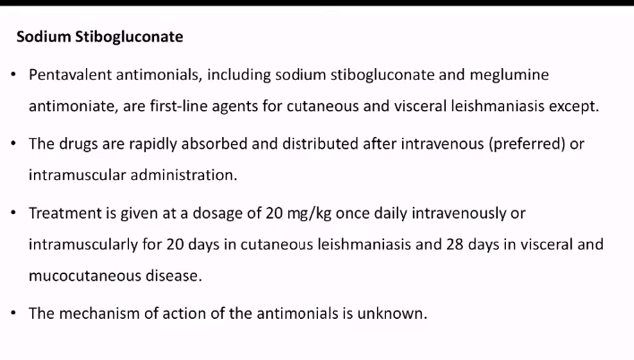 Sodium Stibogluconate
• Pentavalent antimonials, including sodium stibogluconate and meglumine
antimoniate, are first-line agents for cutaneous and visceral leishmaniasis except.
• The drugs are rapidly absorbed and distributed after intravenous (preferred) or
intramuscular administration.
• Treatment is given at a dosage of 20 mg/kg once daily intravenously or
intramuscularly for 20 days in cutaneous leishmaniasis and 28 days in visceral and
mucocutaneous disease.
• The mechanism of action of the antimonials is unknown.